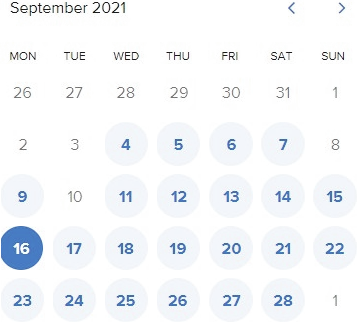 September 2021
MON TUE WED THU FRI SAT SUN
26 27 28 29 30 31 1
2 3 4 5 6 7 8
9 10 11 12 13 14 15
16 17 18 19 20 21 22
23 24 25 26 27 28 1